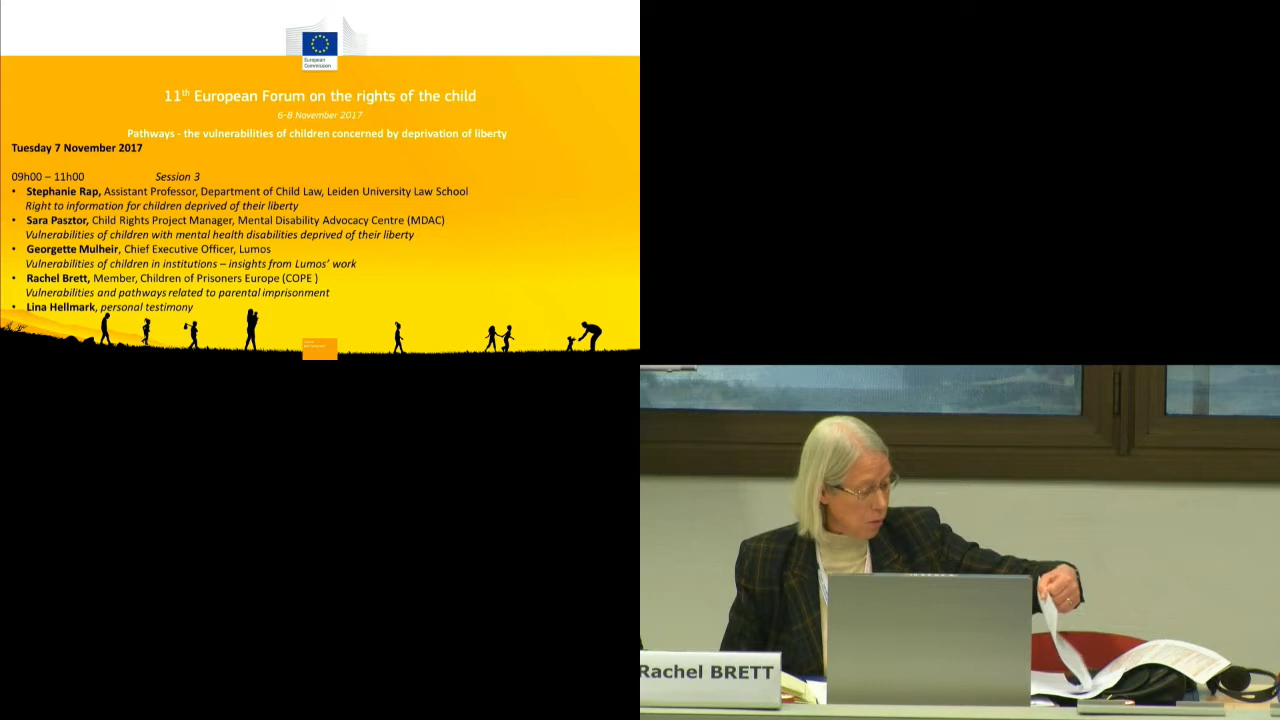 European
Commission
11th European Forum on the rights of the child
6-8 November 2017
Pathways - the vulnerabilities of children concerned by deprivation of liberty
Tuesday 7 November 2017
09h00 – 11h00 Session 3
• Stephanie Rap, Assistant Professor, Department of Child Law, Leiden University Law School
Right to information for children deprived of their liberty
• Sara Pasztor, Child Rights Project Manager, Mental Disability Advocacy Centre (MDAC)
Vulnerabilities of children with mental health disabilities deprived of their liberty
• Georgette Mulheir, Chief Executive Officer, Lumos
Vulnerabilities of children in institutions – insights from Lumos' work
• Rachel Brett, Member, Children of Prisoners Europe (COPE )
Vulnerabilities and pathways related to parental imprisonment
• Lina Hellmark, personal testimony
Rachel BRETT